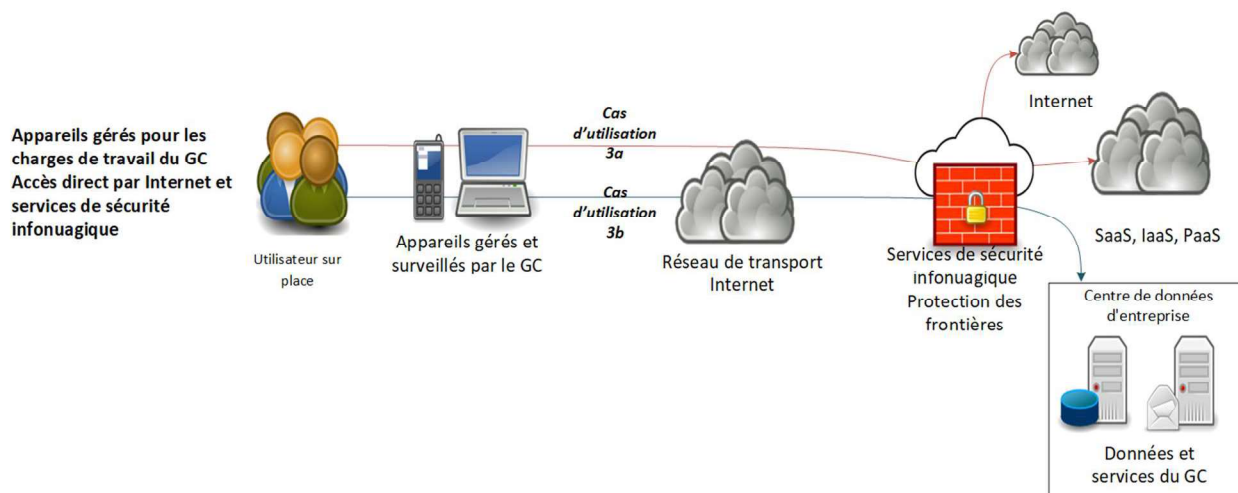 Appareils gérés pour les
charges de travail du GC
Accès direct par Internet et
services de sécurité
infonuagique
Utilisateur sur
place
Appareils gérés et
surveillés par le GC
Cas
d'utilisation
3a
Cas
d'utilisation
3b
Réseau de transport
Internet
Services de sécurité
infonuagique
Protection des
frontières
Internet
SaaS, IaaS, PaaS
Centre de données
d'entreprise
Données et
services du GC